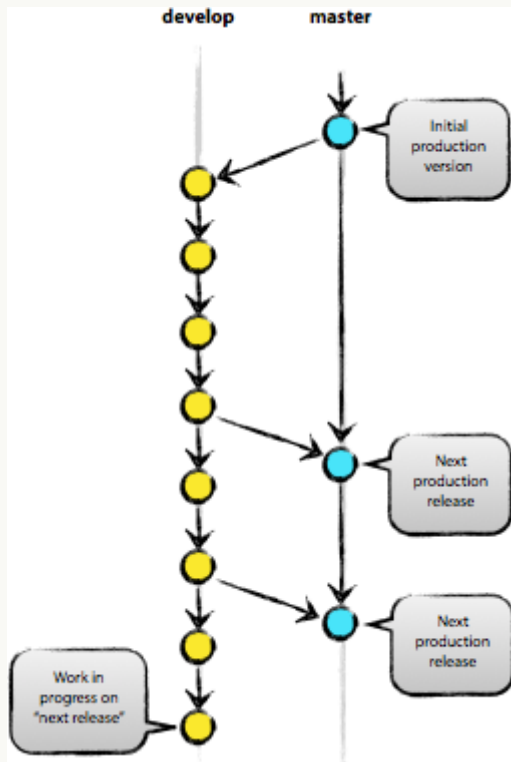 develop master
Initial
production
version
Next
production
release
Next
production
release
Work in
progress on
“next release”